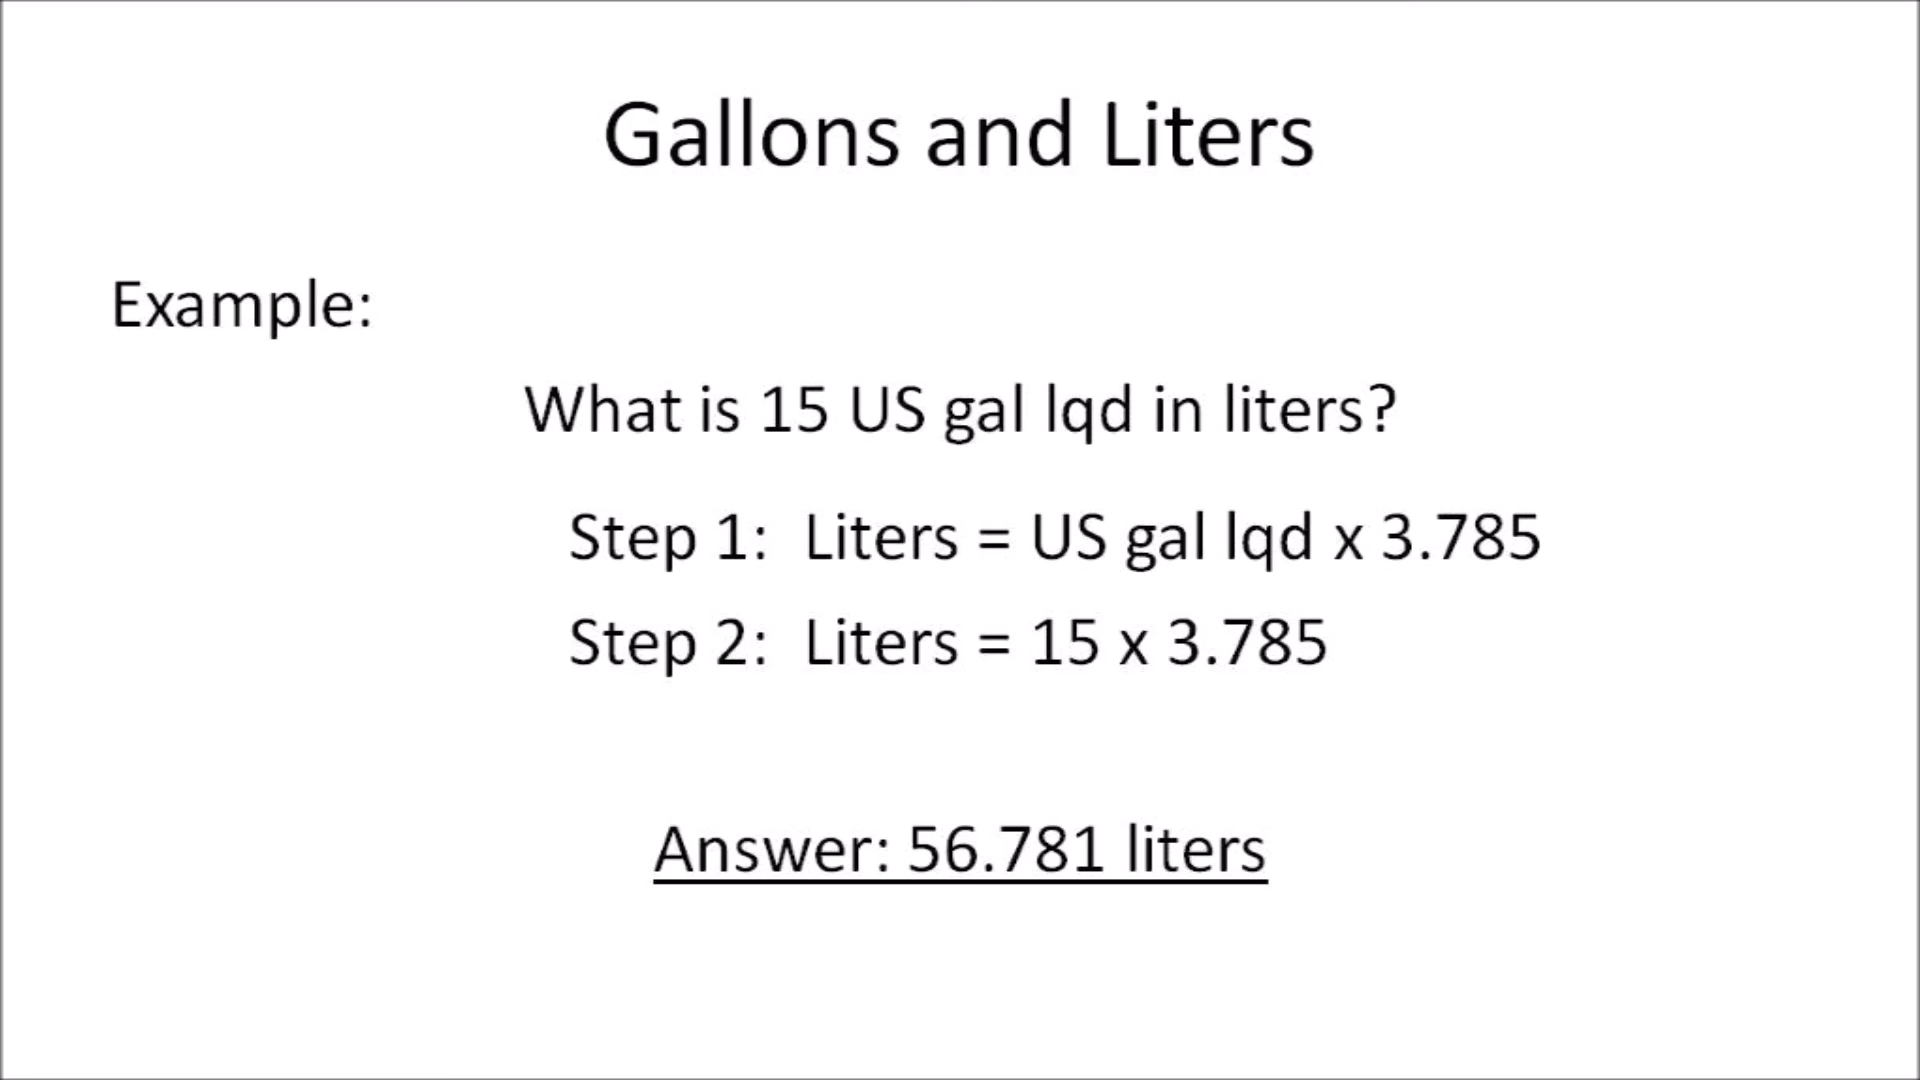 Gallons and Liters
Example:
What is 15 US gal lqd in liters?
Step 1: Liters = US gal lqd x 3.785
Step 2: Liters = 15 x 3.785
Answer: 56.781 liters